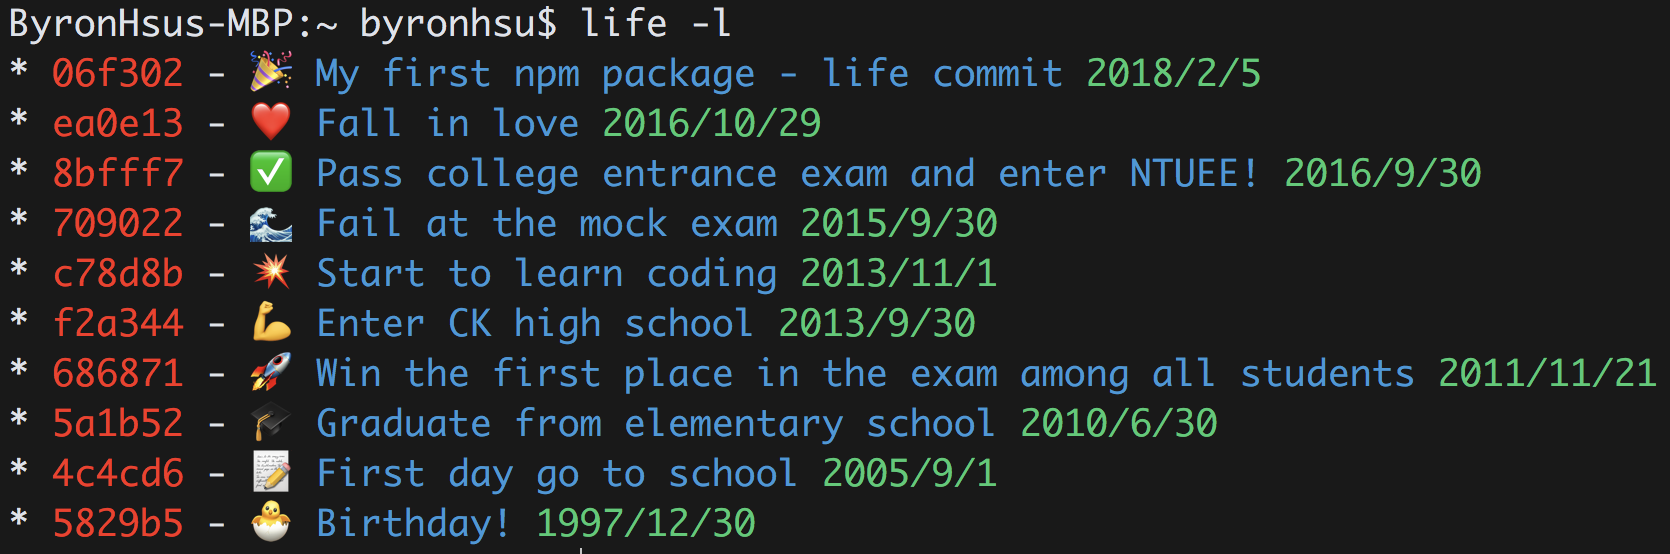 ByronHsus-MBP:~ byronhsu$ life -l
* 06f302 - 🎉 My first npm package - life commit 2018/2/5
* ea0e13 - ❤️ Fall in love 2016/10/29
* 8bfff7 - ✅ Pass college entrance exam and enter NTUEE! 2016/9/30
* 709022 - 🌊 Fail at the mock exam 2015/9/30
* c78d8b - 💥 Start to learn coding 2013/11/1
* f2a344 - 💪 Enter CK high school 2013/9/30
* 686871 - 🚀 Win the first place in the exam among all students 2011/11/21
* 5a1b52 - 🎓 Graduate from elementary school 2010/6/30
* 4c4cd6 - 📝 First day go to school 2005/9/1
* 5829b5 - 🐣 Birthday! 1997/12/30